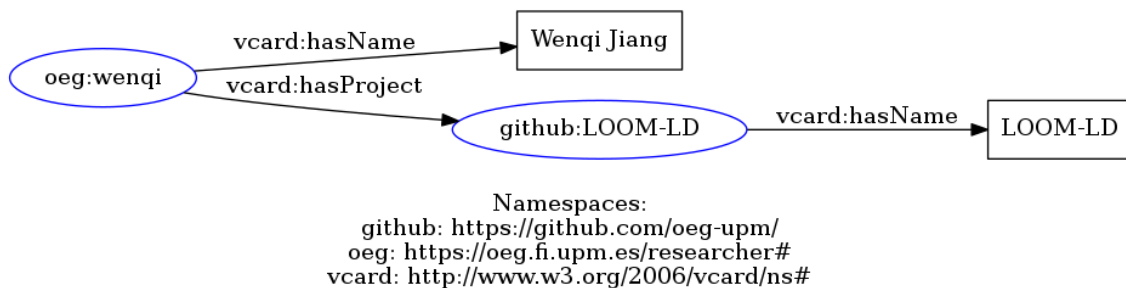 vcard:hasName
Wenqi Jiang
oeg:wenqi
vcard:hasProject
github:LOOM-LD
vcard:hasName
LOOM-LD
Namespaces:
github: https://github.com/oeg-upm/
oeg: https://oeg.fi.upm.es/researcher#
vcard: http://www.w3.org/2006/vcard/ns#